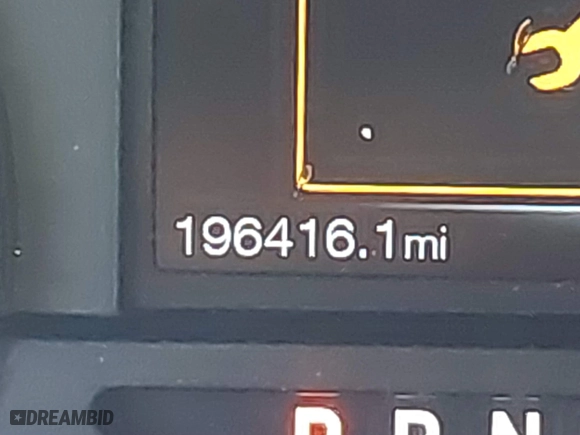 196416.1mi
P R N
DREAMBID